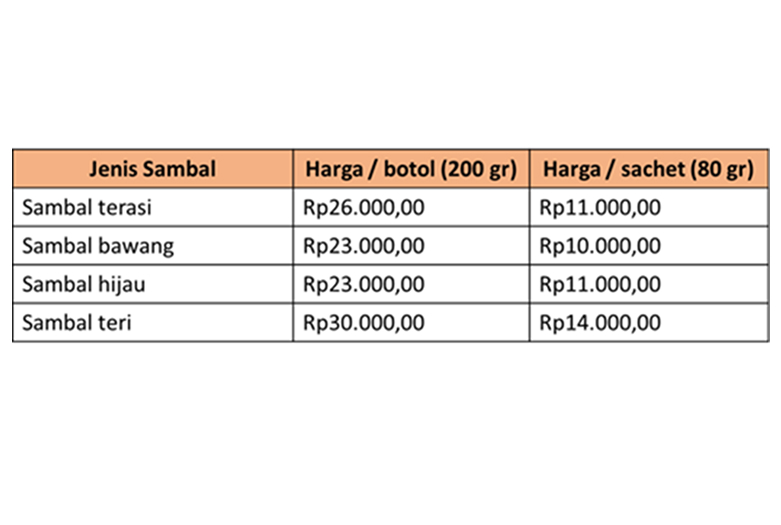 Jenis Sambal Harga / botol (200 gr) Harga / sachet (80 gr)
Sambal terasi Rp26.000,00 Rp11.000,00
Sambal bawang Rp23.000,00 Rp10.000,00
Sambal hijau Rp23.000,00 Rp11.000,00
Sambal teri Rp30.000,00 Rp14.000,00